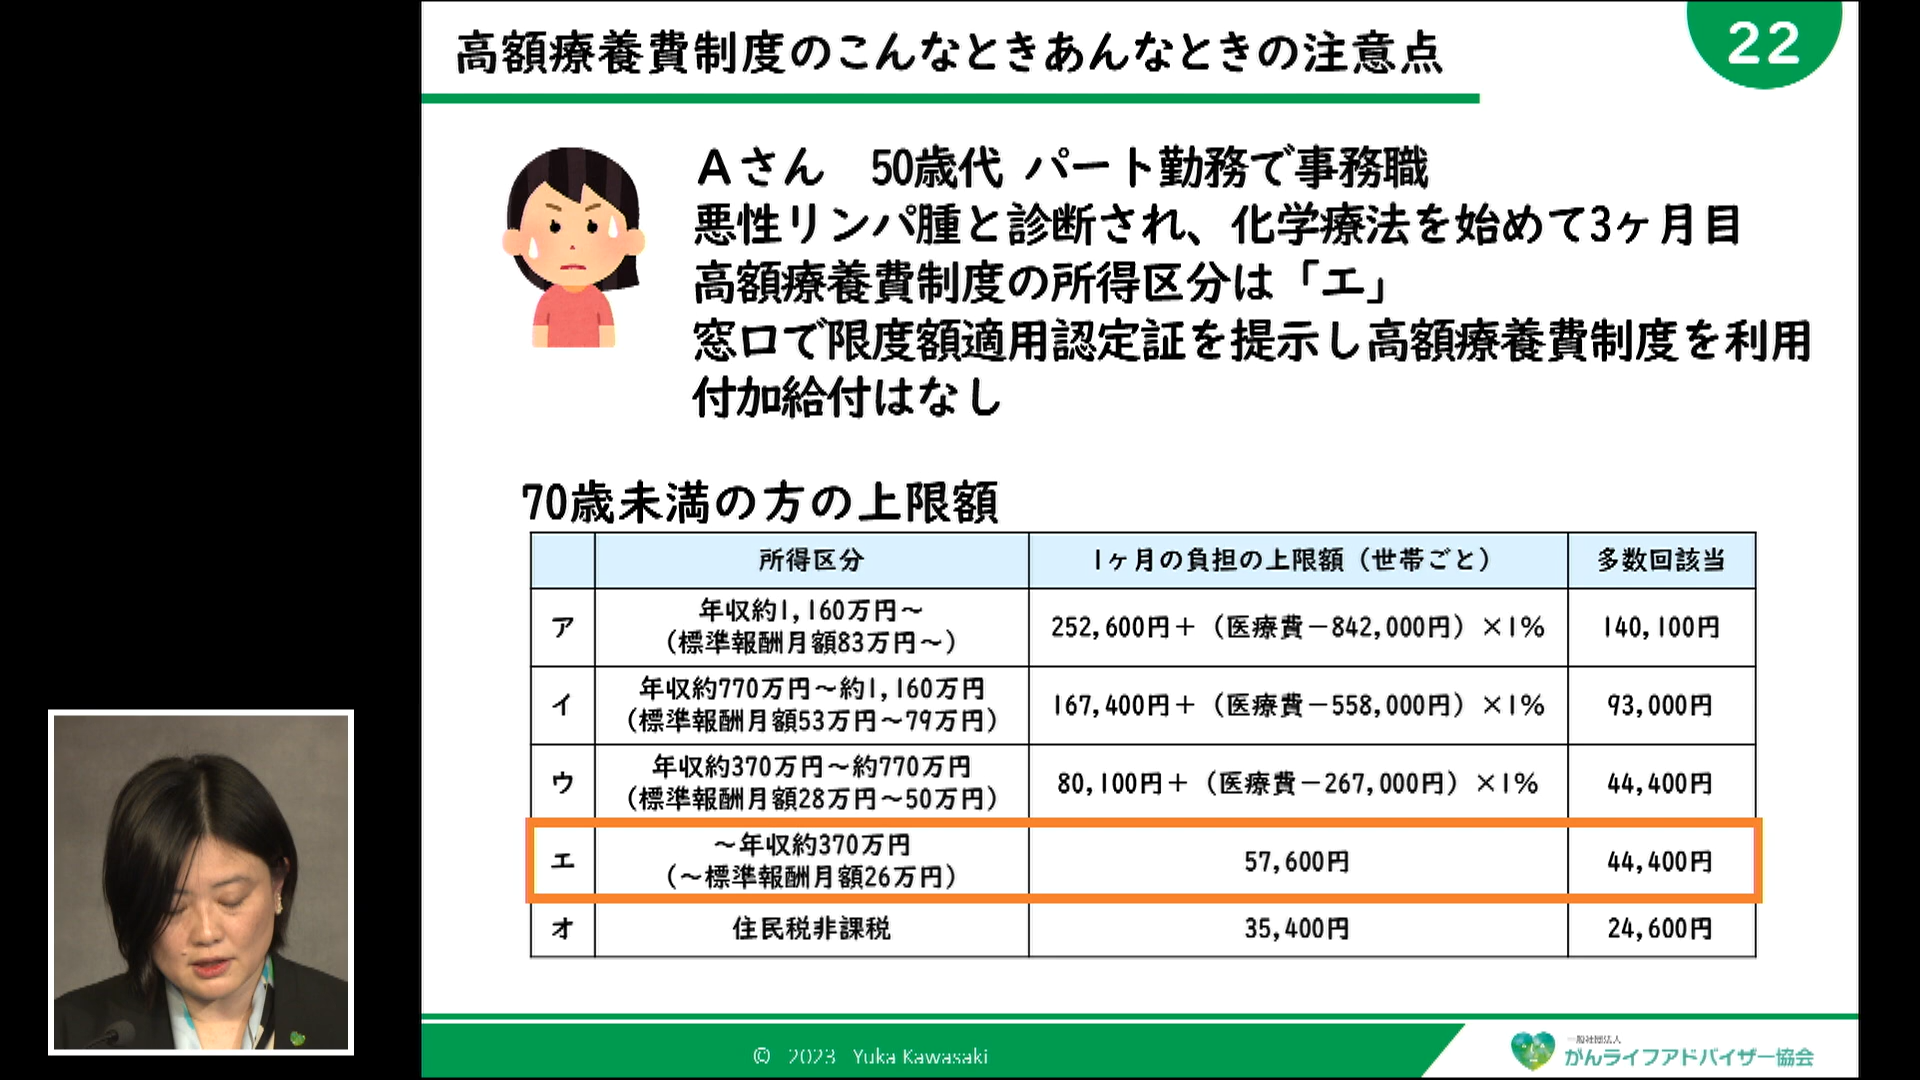 高額療養費制度のこんなときあんなときの注意点
22
Aさん　50歳代 パート勤務で事務職
悪性リンパ腫と診断され、化学療法を始めて3ヶ月目
高額療養費制度の所得区分は「エ」
窓口で限度額適用認定証を提示し高額療養費制度を利用
付加給付はなし
70歳未満の方の上限額
所得区分 1ヶ月の負担の上限額（世帯ごと） 多数回該当
ア 年収約1,160万円～ 252,600円＋（医療費－842,000円）×1% 140,100円
（標準報酬月額83万円～）
イ 年収約770万円～約1,160万円 167,400円＋（医療費－558,000円）×1% 93,000円
（標準報酬月額53万円～79万円）
ウ 年収約370万円～約770万円 80,100円＋（医療費－267,000円）×1% 44,400円
（標準報酬月額28万円～50万円）
エ ～年収約370万円 57,600円 44,400円
（～標準報酬月額26万円）
オ 住民税非課税 35,400円 24,600円
© 2023 Yuka Kawasaki
一般社団法人
がんライフアドバイザー協会